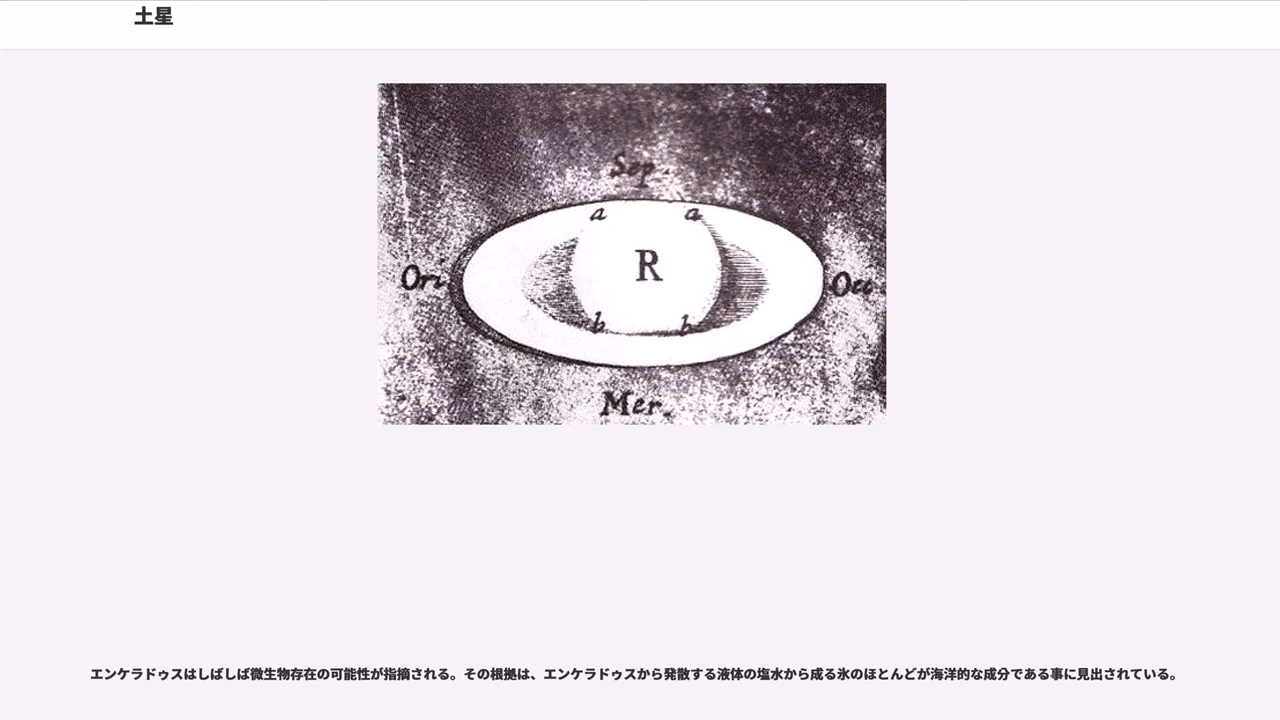 土星
Sep.
a a
R
Ori.
Occ.
b b
Mer.
エンケラドゥスはしばしば微生物存在の可能性が指摘される。その根拠は、エンケラドゥスから発散する液体の塩水から成る氷のほとんどが海洋的な成分である事に見出されている。